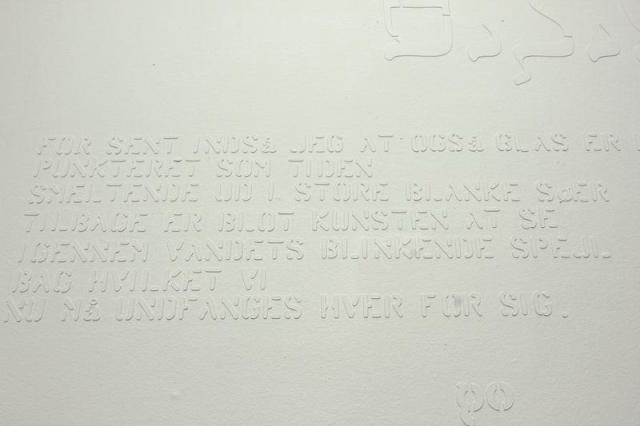 FOR SENT INDSå JEG AT OGSå GLAS ER
PUNKTERET SOM TIDEN
SMELTENDE UD I STORE BLANKE SØER
TILBAGE ER BLOT KUNSTEN AT SE
IGENNEM VANDETS BLINKENDE SPEJL
BAG HVILKET VI
NU Må UNDFANGES HVER FOR SIG.